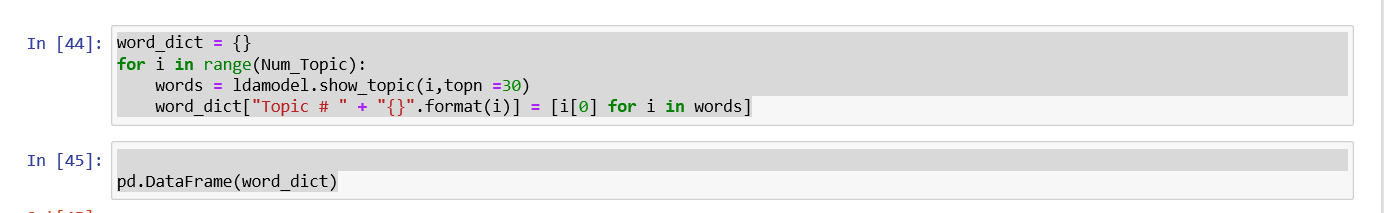 In [44]: word_dict = {}
for i in range(Num_Topic):
    words = ldamodel.show_topic(i,topn =30)
    word_dict["Topic # " + "{}".format(i)] = [i[0] for i in words]
In [45]:
pd.DataFrame(word_dict)